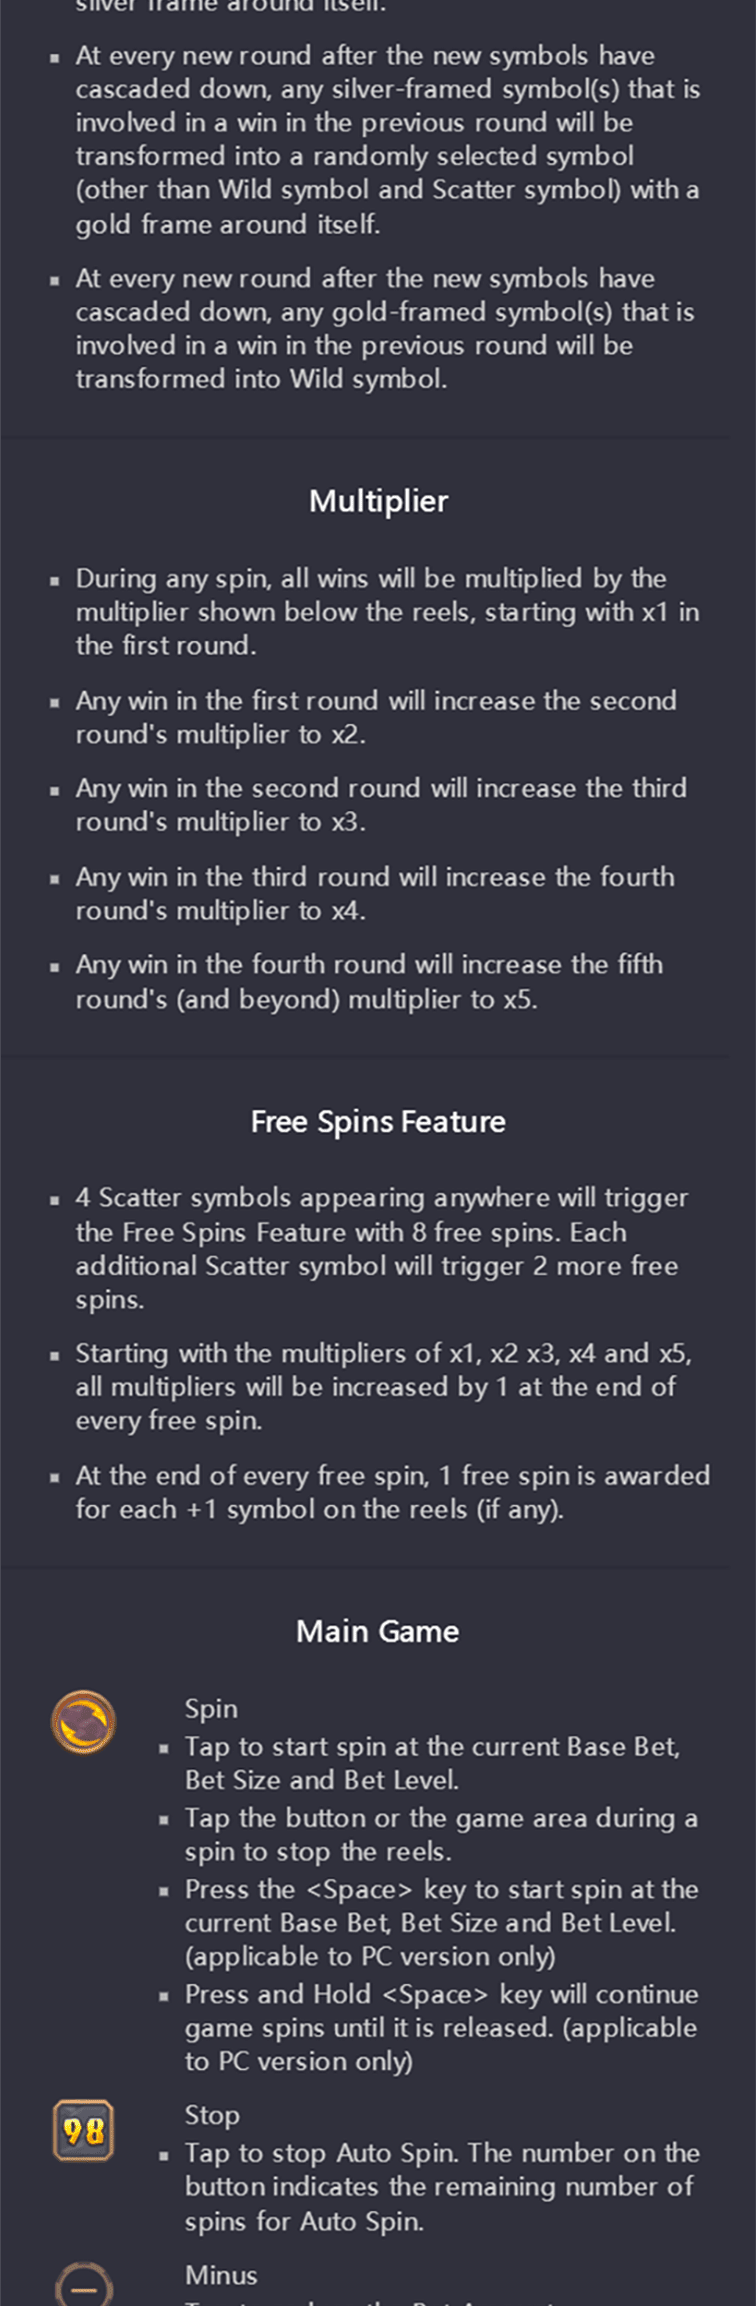 silver frame around itself.
▪ At every new round after the new symbols have
cascaded down, any silver-framed symbol(s) that is
involved in a win in the previous round will be
transformed into a randomly selected symbol
(other than Wild symbol and Scatter symbol) with a
gold frame around itself.
▪ At every new round after the new symbols have
cascaded down, any gold-framed symbol(s) that is
involved in a win in the previous round will be
transformed into Wild symbol.
Multiplier
▪ During any spin, all wins will be multiplied by the
multiplier shown below the reels, starting with x1 in
the first round.
▪ Any win in the first round will increase the second
round's multiplier to x2.
▪ Any win in the second round will increase the third
round's multiplier to x3.
▪ Any win in the third round will increase the fourth
round's multiplier to x4.
▪ Any win in the fourth round will increase the fifth
round's (and beyond) multiplier to x5.
Free Spins Feature
▪ 4 Scatter symbols appearing anywhere will trigger
the Free Spins Feature with 8 free spins. Each
additional Scatter symbol will trigger 2 more free
spins.
▪ Starting with the multipliers of x1, x2 x3, x4 and x5,
all multipliers will be increased by 1 at the end of
every free spin.
▪ At the end of every free spin, 1 free spin is awarded
for each +1 symbol on the reels (if any).
Main Game
Spin
▪ Tap to start spin at the current Base Bet,
Bet Size and Bet Level.
▪ Tap the button or the game area during a
spin to stop the reels.
▪ Press the <Space> key to start spin at the
current Base Bet, Bet Size and Bet Level.
(applicable to PC version only)
▪ Press and Hold <Space> key will continue
game spins until it is released. (applicable
to PC version only)
98
Stop
▪ Tap to stop Auto Spin. The number on the
button indicates the remaining number of
spins for Auto Spin.
Minus